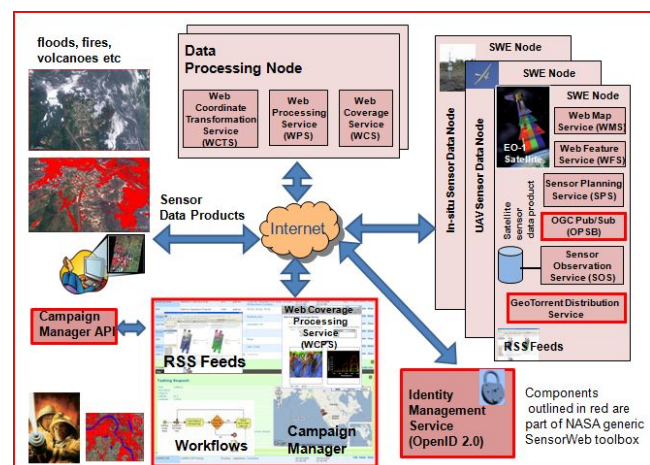 floods, fires,
volcanoes etc
Data
Processing Node
Web
Coordinate
Transformation
Service (WCTS)
Web
Processing
Service
(WPS)
Web
Coverage
Service
(WCS)
SWE Node
SWE Node
SWE Node
In-situ Sensor Data Node
UAV Sensor Data Node
EO-1
Satellite
Satellite
sensor
data product
Web Map
Service (WMS)
Web Feature
Service (WFS)
Sensor Planning
Service (SPS)
OGC Pub/Sub
(OPSB)
Sensor
Observation
Service (SOS)
GeoTorrent Distribution
Service
RSS Feeds
Sensor
Data Products
Internet
Campaign
Manager API
Web Coverage
Processing
Service
(WCPS)
RSS Feeds
Workflows
Campaign
Manager
Identity
Management
Service
(OpenID 2.0)
Components
outlined in red are
part of NASA generic
SensorWeb toolbox